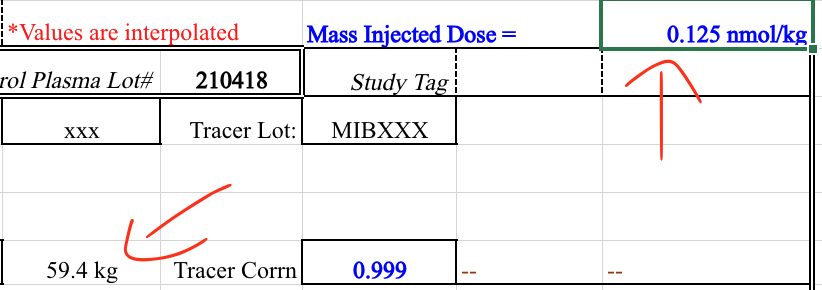 *Values are interpolated Mass Injected Dose = 0.125 nmol/kg
rol Plasma Lot# 210418 Study Tag
xxx Tracer Lot: MIBXXX
59.4 kg Tracer Corrn 0.999 -- --